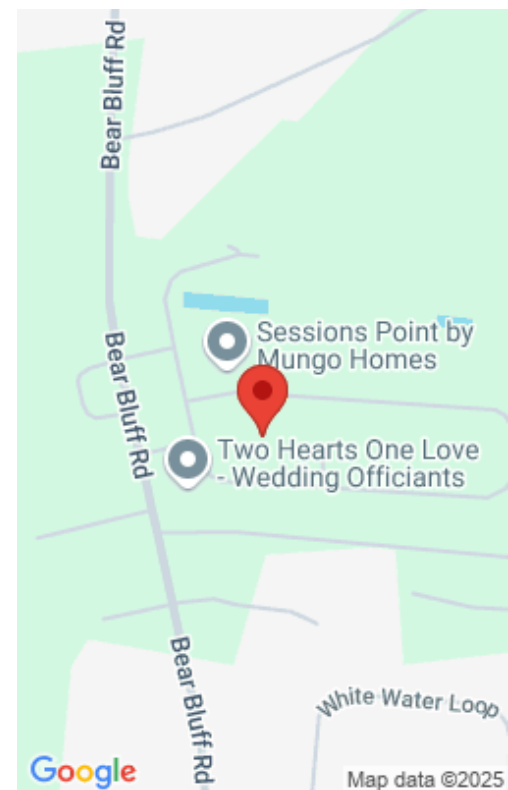 Bear Bluff Rd
Sessions Point by
Mungo Homes
Bear Bluff Rd
Two Hearts One Love
- Wedding Officiants
Bear Bluff Rd
White Water Loop
Google
Map data ©2025